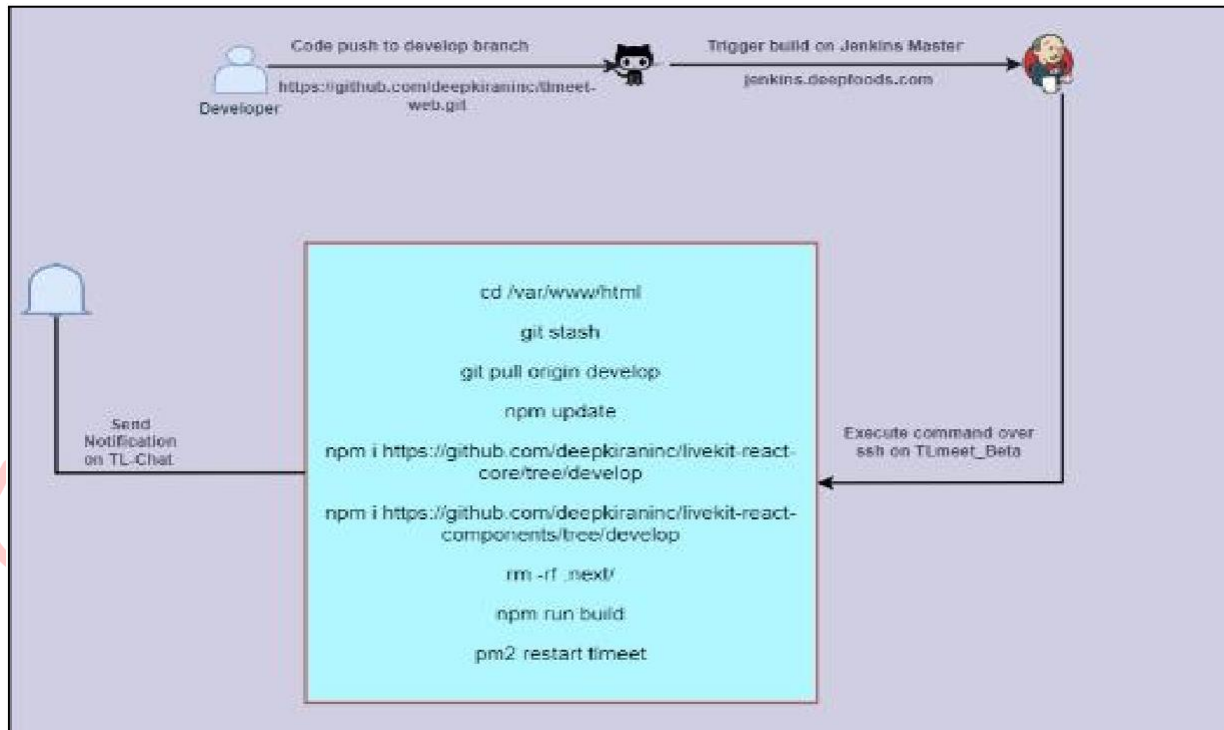 Code push to develop branch
https://github.com/deepkiraninc/tlmeet-
web.git
Developer
Trigger build on Jenkins Master
jenkins.deepfoods.com
cd /var/www/html
git stash
git pull origin develop
npm update
npm i https://github.com/deepkiraninc/livekit-react-
core/tree/develop
npm i https://github.com/deepkiraninc/livekit-react-
components/tree/develop
rm -rf .next/
npm run build
pm2 restart tlmeet
Execute command over
ssh on TLmeet_Beta
Send
Notification
on TL-Chat